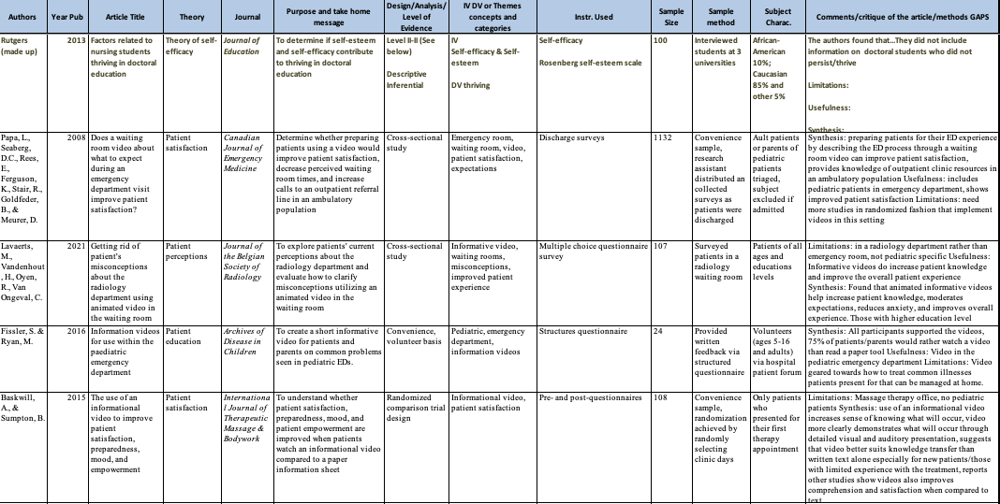 Authors
Year Pub
Article Title
Theory
Journal
Purpose and take home
message
Design/Analysis/
Level of
Evidence
IV DV or Themes
concepts and
categories
Instr. Used
Sample
Size
Sample
method
Subject
Charac.
Comments/critique of the article/methods GAPS
Rutgers
(made up)
2013
Factors related to
nursing students
thriving in doctoral
education
Theory of self-
efficacy
Journal of
Education
To determine if self-esteem
and self-efficacy contribute
to thriving in doctoral
education
Level II-II (See
below)
Descriptive
Inferential
IV
Self-efficacy & Self-
esteem
DV thriving
Self-efficacy
Rosenberg self-esteem scale
100
Interviewed
students at 3
universities
African-
American
10%;
Caucasian
85% and
other 5%
The authors found that...They did not include
information on doctoral students who did not
persist/thrive
Limitations:
Usefulness:
Synthesis:
Papa, L.,
Seaberg,
D.C., Rees,
E.,
Ferguson,
K., Stair, R.,
Goldfeder,
B., &
Meurer, D.
2008
Does a waiting
room video about
what to expect
during an
emergency
department visit
improve patient
satisfaction?
Patient
satisfaction
Canadian
Journal of
Emergency
Medicine
Determine whether preparing
patients using a video would
improve patient satisfaction,
decrease perceived waiting
room times, and increase
calls to an outpatient referral
line in an ambulatory
population
Cross-sectional
study
Emergency room,
waiting room, video,
patient satisfaction,
expectations
Discharge surveys
1132
Convenience
sample,
research
assistant
distributed an
collected
surveys as
patients were
discharged
Ault patients
or parents of
pediatric
patients
triaged,
subject
excluded if
admitted
Synthesis: preparing patients for their ED experience
by describing the ED process through a waiting
room video can improve patient satisfaction,
provides knowledge of outpatient clinic resources in
an ambulatory population Usefulness: includes
pediatric patients in emergency department, shows
improved patient satisfaction Limitations: need
more studies in randomized fashion that implement
videos in this setting
Lavaerts,
M.,
Vandenhout
, H., Oyen,
R., Van
Ongeval, C.
2021
Getting rid of
patient's
misconceptions
about the
radiology
department using
animated video in
the waiting room
Patient
perceptions
Journal of
the Belgian
Society of
Radiology
To explore patients' current
perceptions about the
radiology department and
evaluate how to clarify
misconceptions utilizing an
animated video in the
waiting room
Cross-sectional
study
Informative video,
waiting rooms,
misconceptions,
improved patient
experience
Multiple choice questionnaire
survey
107
Surveyed
patients in a
radiology
waiting room
Patients of all
ages and
educations
levels
Limitations: in a radiology department rather than
emergency room, not pediatric specific Usefulness:
Informative videos do increase patient knowledge
and improve the overall patient experience
Synthesis: Found that animated informative videos
help increase patient knowledge, moderates
expectations, reduces anxiety, and improves overall
experience. Those with higher education level
Fissler, S. &
Ryan, M.
2016
Information videos
for use within the
paediatric
emergency
department
Patient
education
Archives of
Disease in
Children
To create a short informative
video for patients and
parents on common problems
seen in pediatric EDs.
Convenience,
volunteer basis
Pediatric, emergency
department,
information videos
Structures questionnaire
24
Provided
written
feedback via
structured
questionnaire
Volunteers
(ages 5-16
and adults)
via hospital
patient forum
Synthesis: All participants supported the videos,
75% of patients/parents would rather watch a video
than read a paper tool Usefulness: Video in the
pediatric emergency department Limitations: Video
geared towards how to treat common illnesses
patients present for that can be managed at home.
Baskwill,
A., &
Sumpton, B.
2015
The use of an
informational
video to improve
patient
satisfaction,
preparedness,
mood, and
empowerment
Patient
satisfaction
Internationa
l Journal of
Therapeutic
Massage &
Bodywork
To understand whether
patient satisfaction,
preparedness, mood, and
patient empowerment are
improved when patients
watch an informational video
compared to a paper
information sheet
Randomized
comparison trial
design
Informational video,
patient satisfaction
Pre- and post-questionnaires
108
Convenience
sample,
randomization
achieved by
randomly
selecting
clinic days
Only patients
who
presented for
their first
therapy
appointment
Limitations: Massage therapy office, no pediatric
patients Synthesis: use of an informational video
increases sense of knowing what will occur, video
more clearly demonstrates what will occur through
detailed visual and auditory presentation, suggests
that video better suits knowledge transfer than
written text alone especially for new patients/those
with limited experience with the treatment, reports
other studies show videos also improves
comprehension and satisfaction when compared to
text